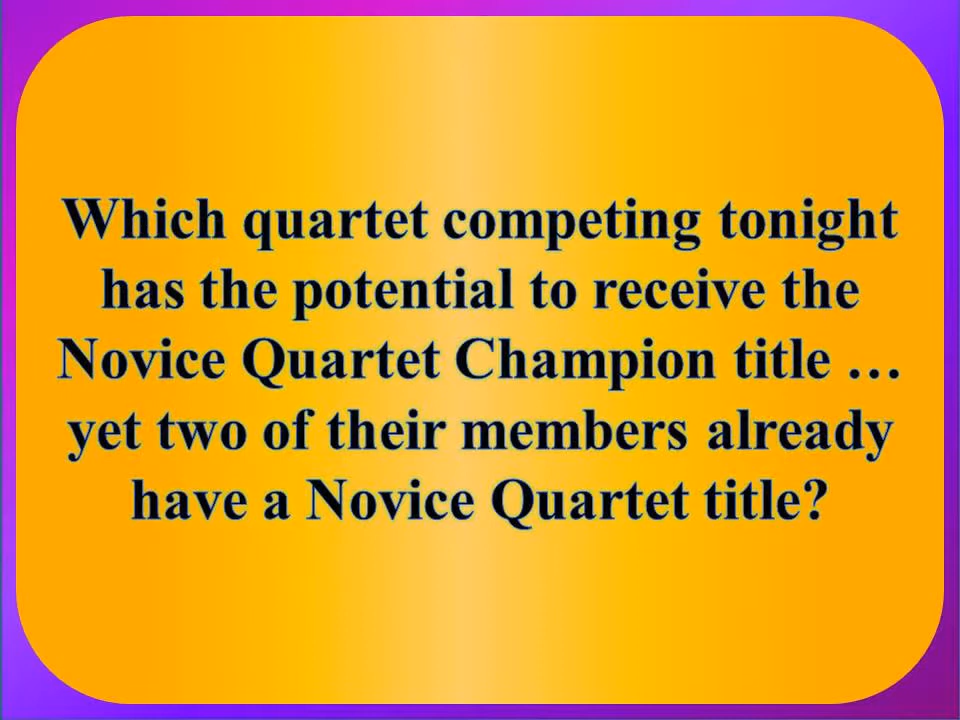 Which quartet competing tonight
has the potential to receive the
Novice Quartet Champion title …
yet two of their members already
have a Novice Quartet title?